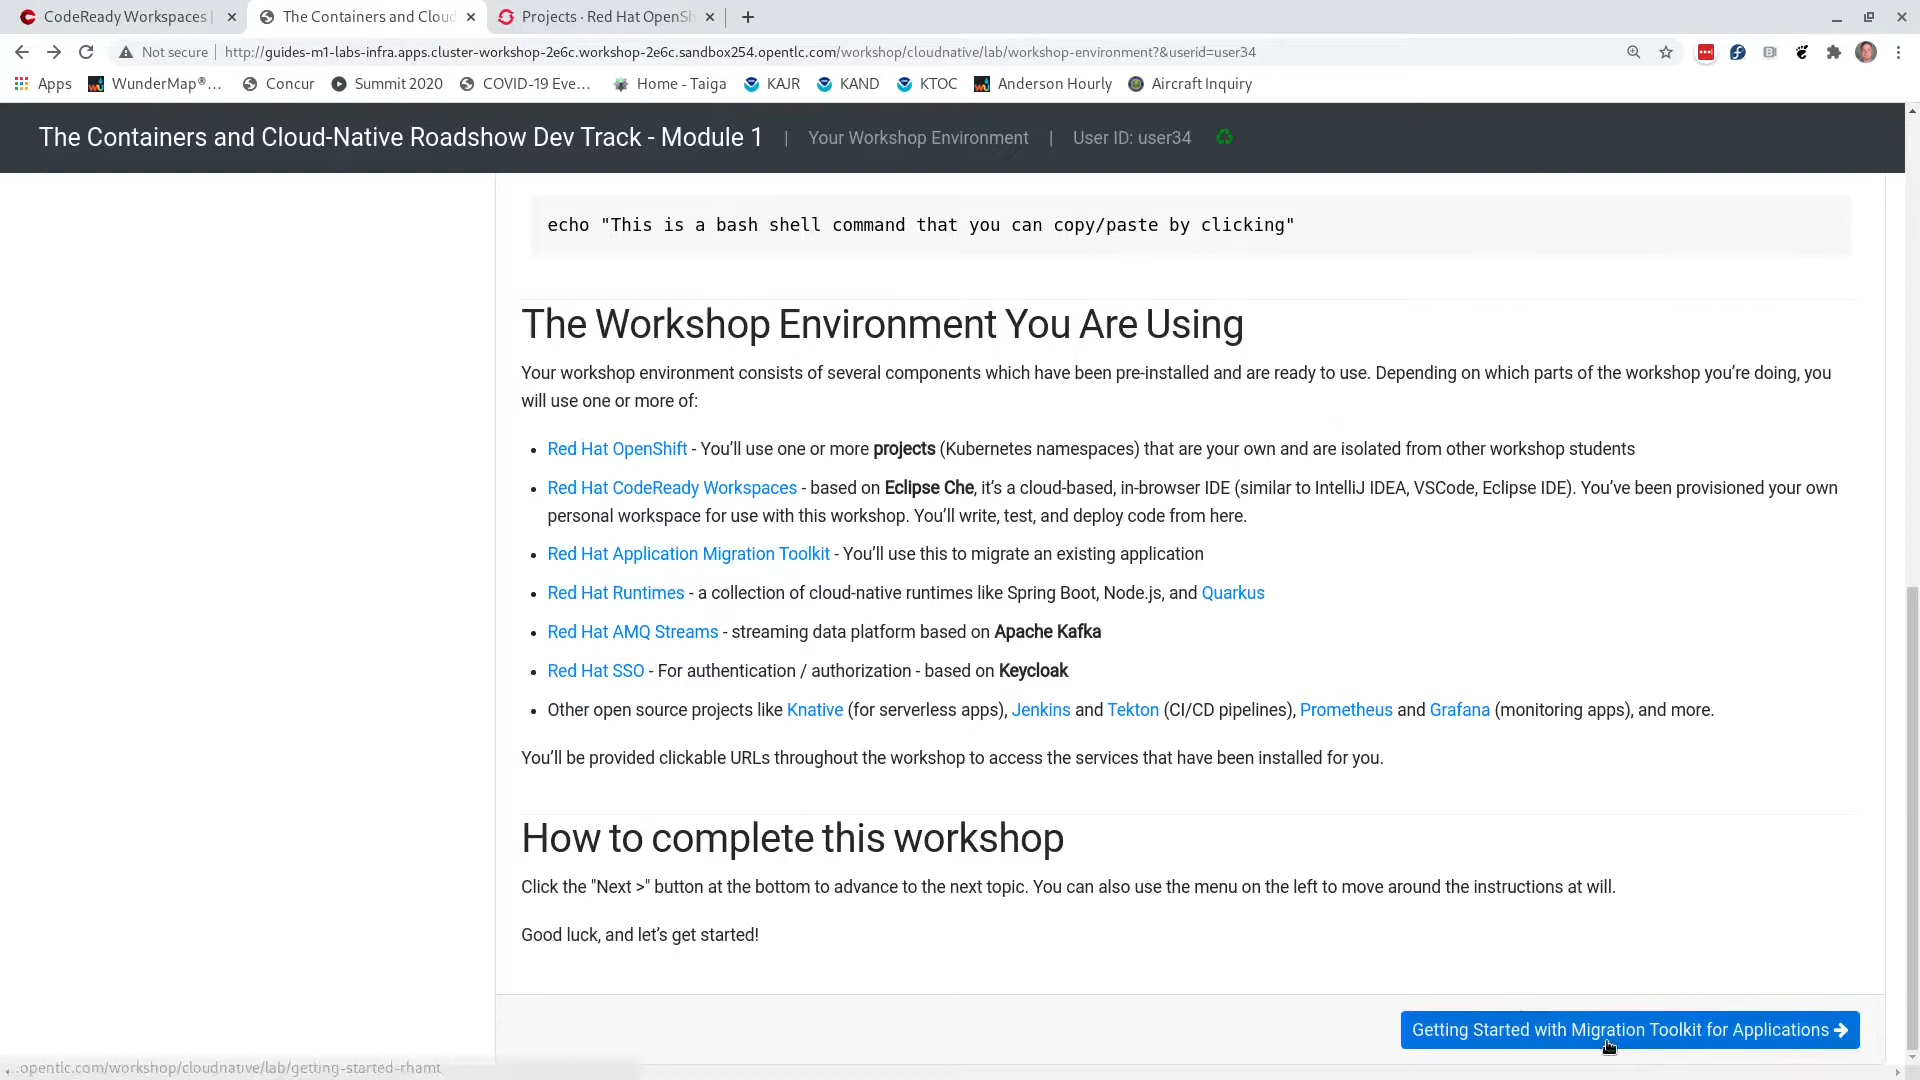 CodeReady Workspaces |
The Containers and Cloud
Projects · Red Hat OpenSh
Not secure
http://guides-m1-labs-infra.apps.cluster-workshop-2e6c.workshop-2e6c.sandbox254.opentlc.com/workshop/cloudnative/lab/workshop-environment?&userid=user34
Apps
WunderMap® ...
Concur
Summit 2020
COVID-19 Eve...
Home - Taiga
KAJR
KAND
KTOC
Anderson Hourly
Aircraft Inquiry
The Containers and Cloud-Native Roadshow Dev Track - Module 1 | Your Workshop Environment | User ID: user34
echo "This is a bash shell command that you can copy/paste by clicking"
The Workshop Environment You Are Using
Your workshop environment consists of several components which have been pre-installed and are ready to use. Depending on which parts of the workshop you’re doing, you
will use one or more of:
• Red Hat OpenShift - You’ll use one or more projects (Kubernetes namespaces) that are your own and are isolated from other workshop students
• Red Hat CodeReady Workspaces - based on Eclipse Che, it’s a cloud-based, in-browser IDE (similar to IntelliJ IDEA, VSCode, Eclipse IDE). You’ve been provisioned your own
personal workspace for use with this workshop. You’ll write, test, and deploy code from here.
• Red Hat Application Migration Toolkit - You’ll use this to migrate an existing application
• Red Hat Runtimes - a collection of cloud-native runtimes like Spring Boot, Node.js, and Quarkus
• Red Hat AMQ Streams - streaming data platform based on Apache Kafka
• Red Hat SSO - For authentication / authorization - based on Keycloak
• Other open source projects like Knative (for serverless apps), Jenkins and Tekton (CI/CD pipelines), Prometheus and Grafana (monitoring apps), and more.
You’ll be provided clickable URLs throughout the workshop to access the services that have been installed for you.
How to complete this workshop
Click the "Next >" button at the bottom to advance to the next topic. You can also use the menu on the left to move around the instructions at will.
Good luck, and let’s get started!
Getting Started with Migration Toolkit for Applications
...opentlc.com/workshop/cloudnative/lab/getting-started-rhamt